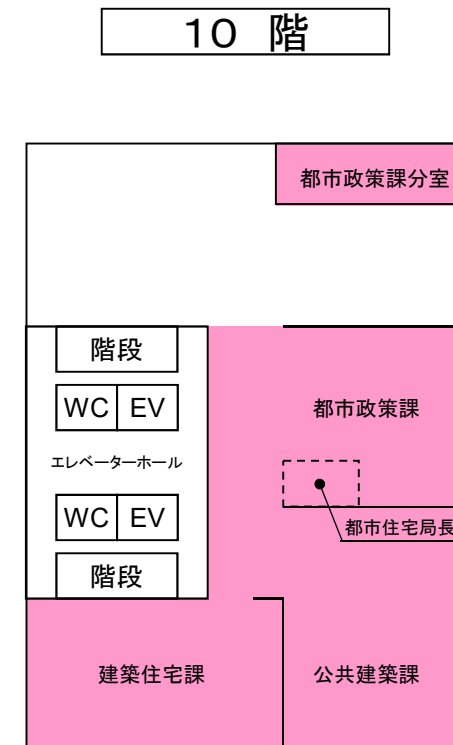 10 階
都市政策課分室
階段
WC EV
都市政策課
エレベーターホール
WC EV
都市住宅局長
階段
建築住宅課
公共建築課